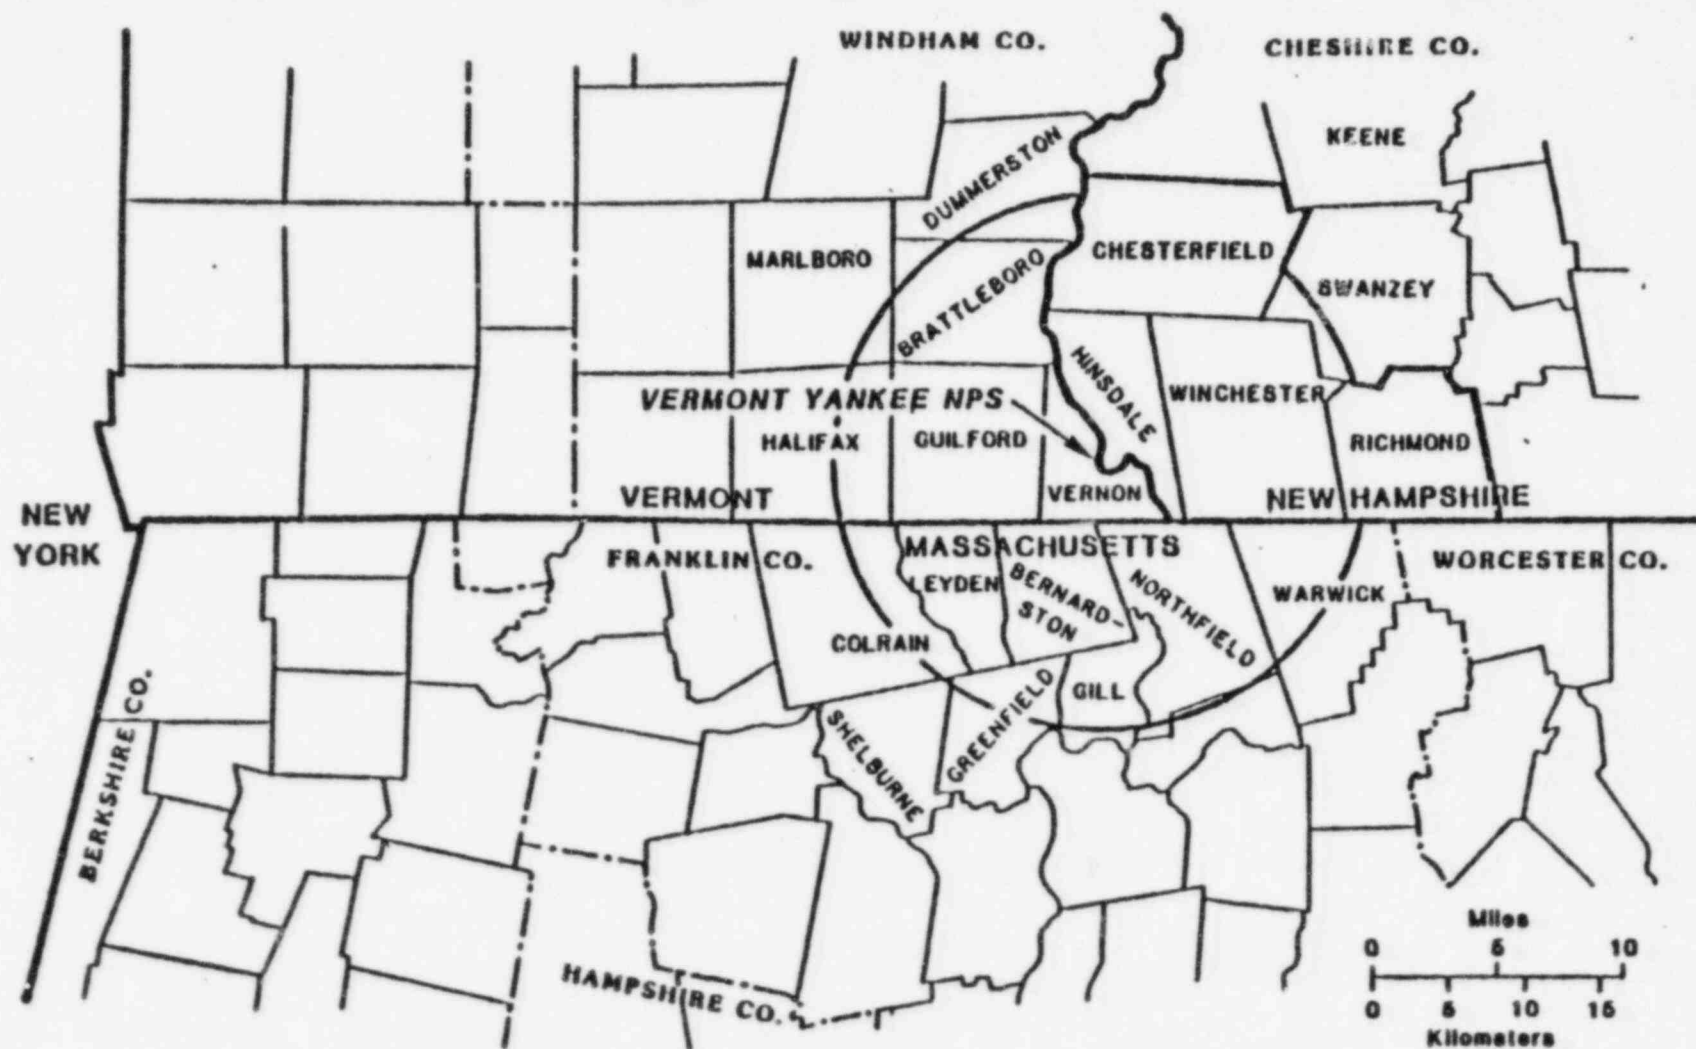 WINDHAM CO.
CHESHIRE CO.
KEENE
DUMMERSTON
MARLBORO
CHESTERFIELD
SWANZEY
BRATTLEBORO
HINSDALE
WINCHESTER
VERMONT YANKEE NPS
HALIFAX
GUILFORD
RICHMOND
VERNON
VERMONT
NEW HAMPSHIRE
NEW
YORK
FRANKLIN CO.
MASSACHUSETTS
WORCESTER CO.
LEYDEN
BERNARD-
STON
NORTHFIELD
WARWICK
COLRAIN
GILL
GREENFIELD
SHELBURNE
BERKSHIRE CO.
HAMPSHIRE CO.
Miles
0 5 10
0 5 10 15
Kilometers